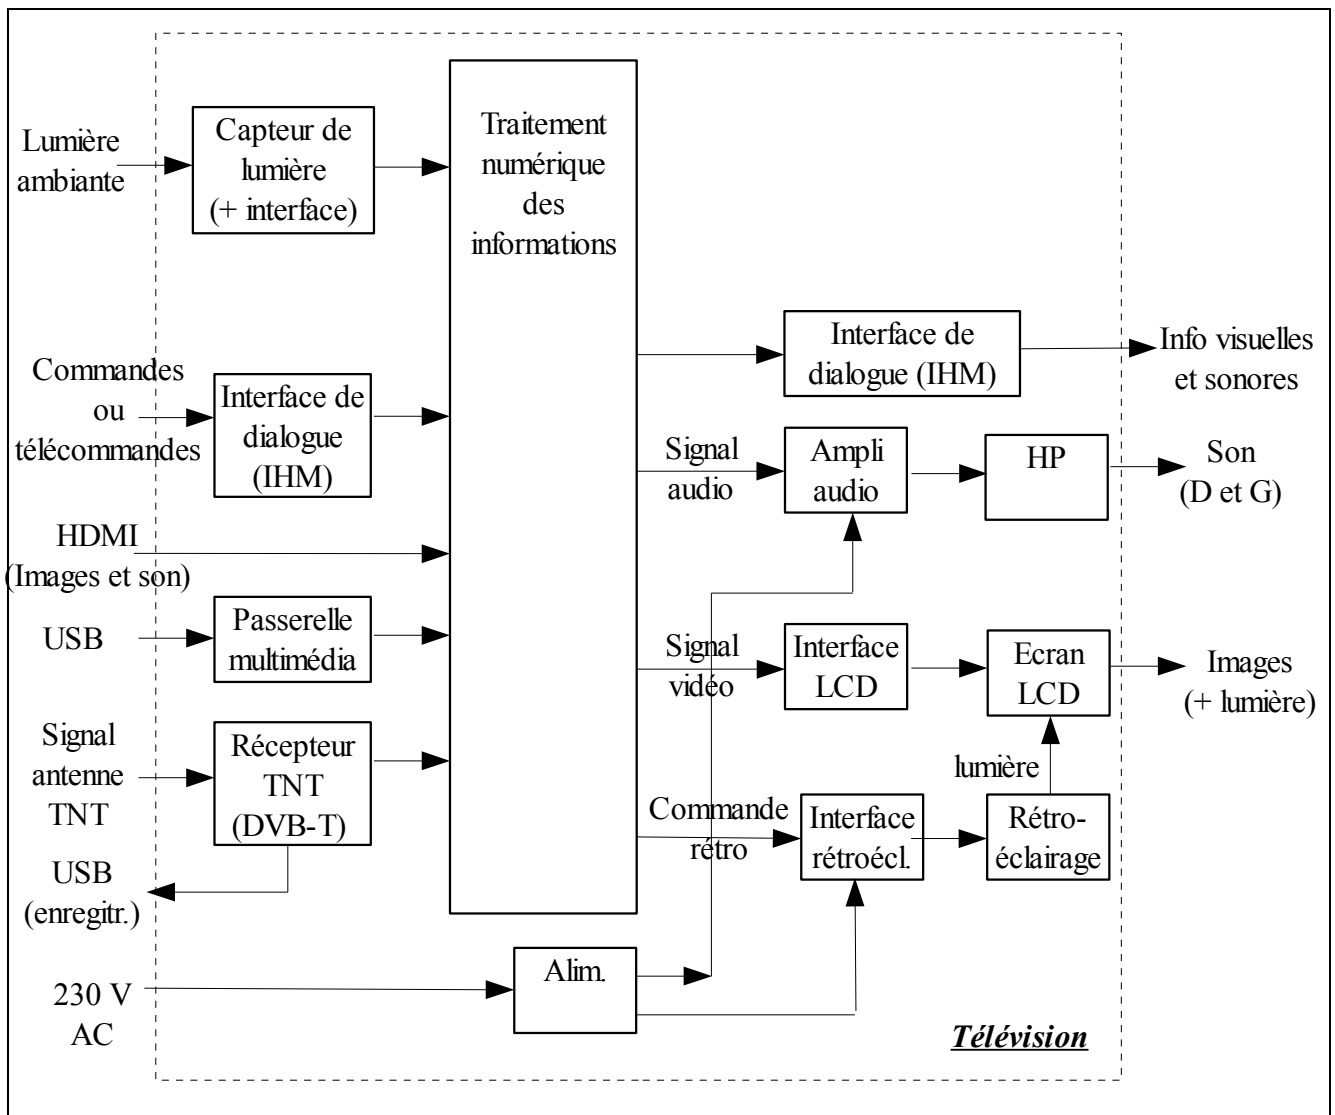 Lumière
ambiante
Capteur de
lumière
(+ interface)
Traitement
numérique
des
informations
Commandes
ou
télécommandes
Interface de
dialogue
(IHM)
HDMI
(Images et son)
USB
Passerelle
multimédia
Signal
antenne
TNT
Récepteur
TNT
(DVB-T)
USB
(enregitr.)
230 V
AC
Alim.
Interface de
dialogue (IHM)
Info visuelles
et sonores
Signal
audio
Ampli
audio
HP
Son
(D et G)
Signal
vidéo
Interface
LCD
Ecran
LCD
Images
(+ lumière)
lumière
Commande
rétro
Interface
rétroécl.
Rétro-
éclairage
Télévision